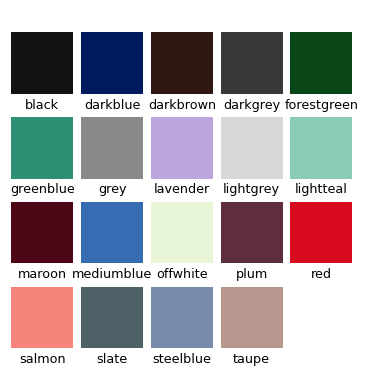 black darkblue darkbrown darkgrey forestgreen
greenblue grey lavender lightgrey lightteal
maroon mediumblue offwhite plum red
salmon slate steelblue taupe